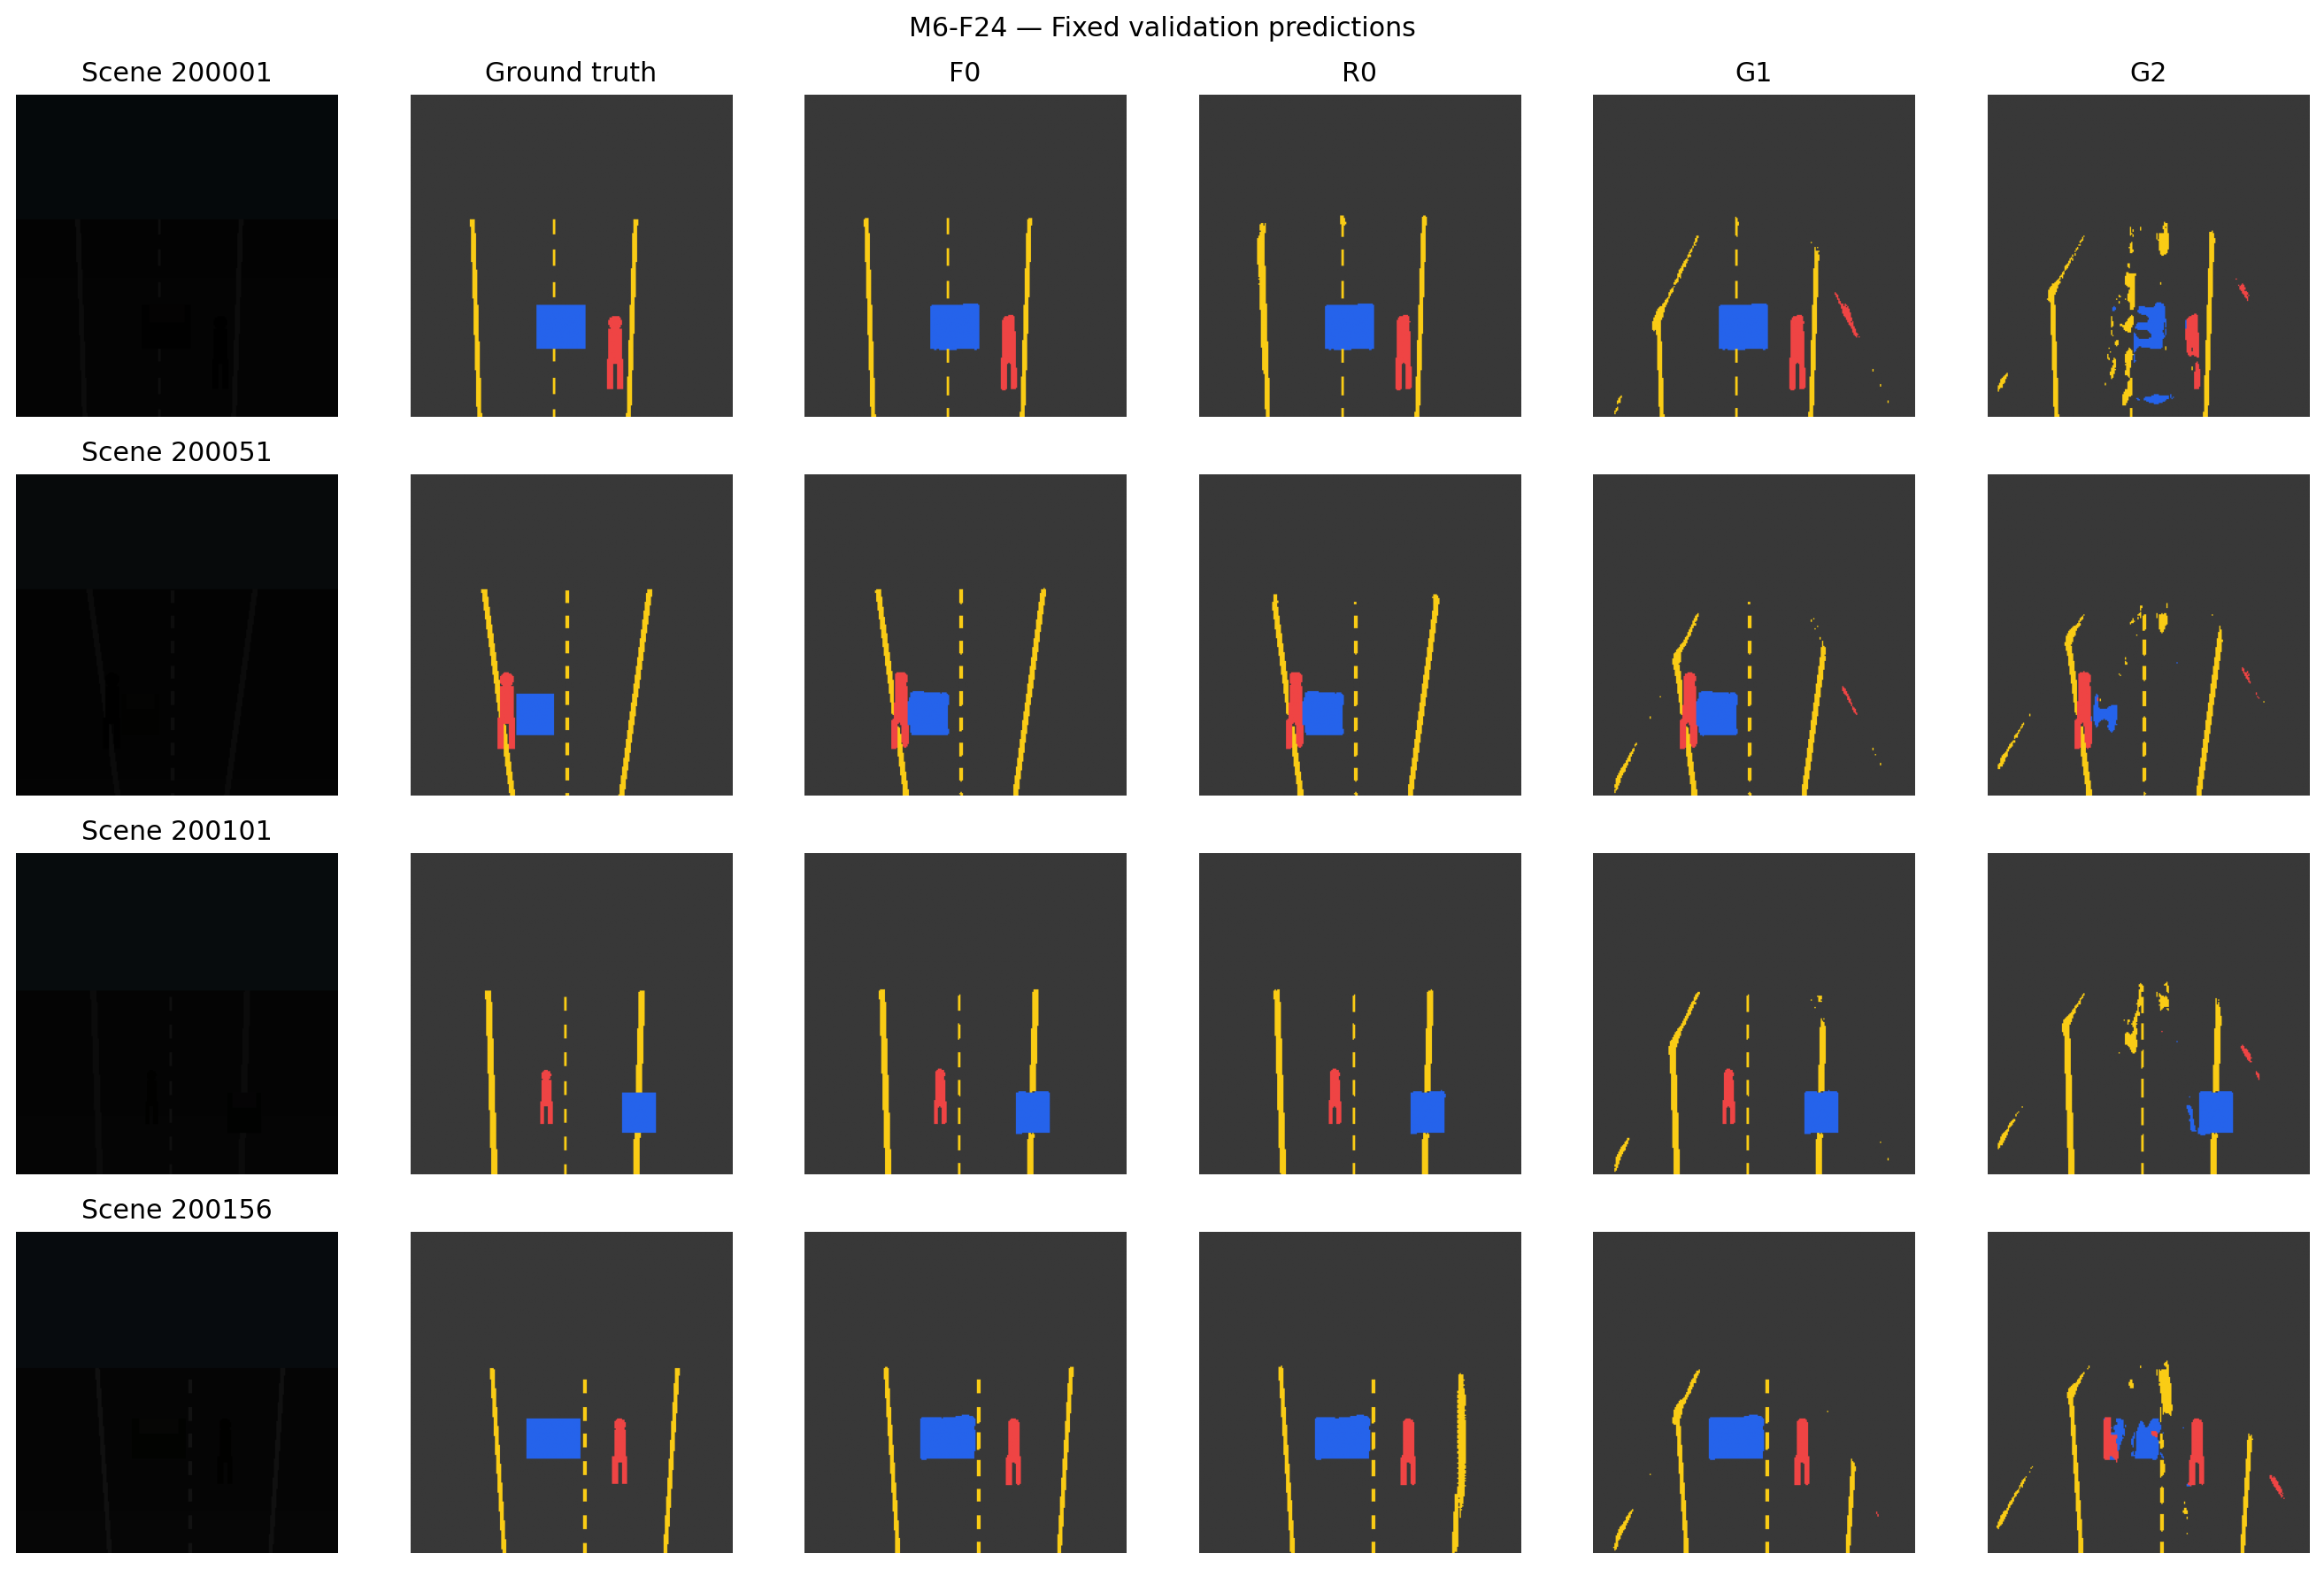 M6-F24 — Fixed validation predictions
Scene 200001 Ground truth F0 R0 G1 G2
Scene 200051
Scene 200101
Scene 200156